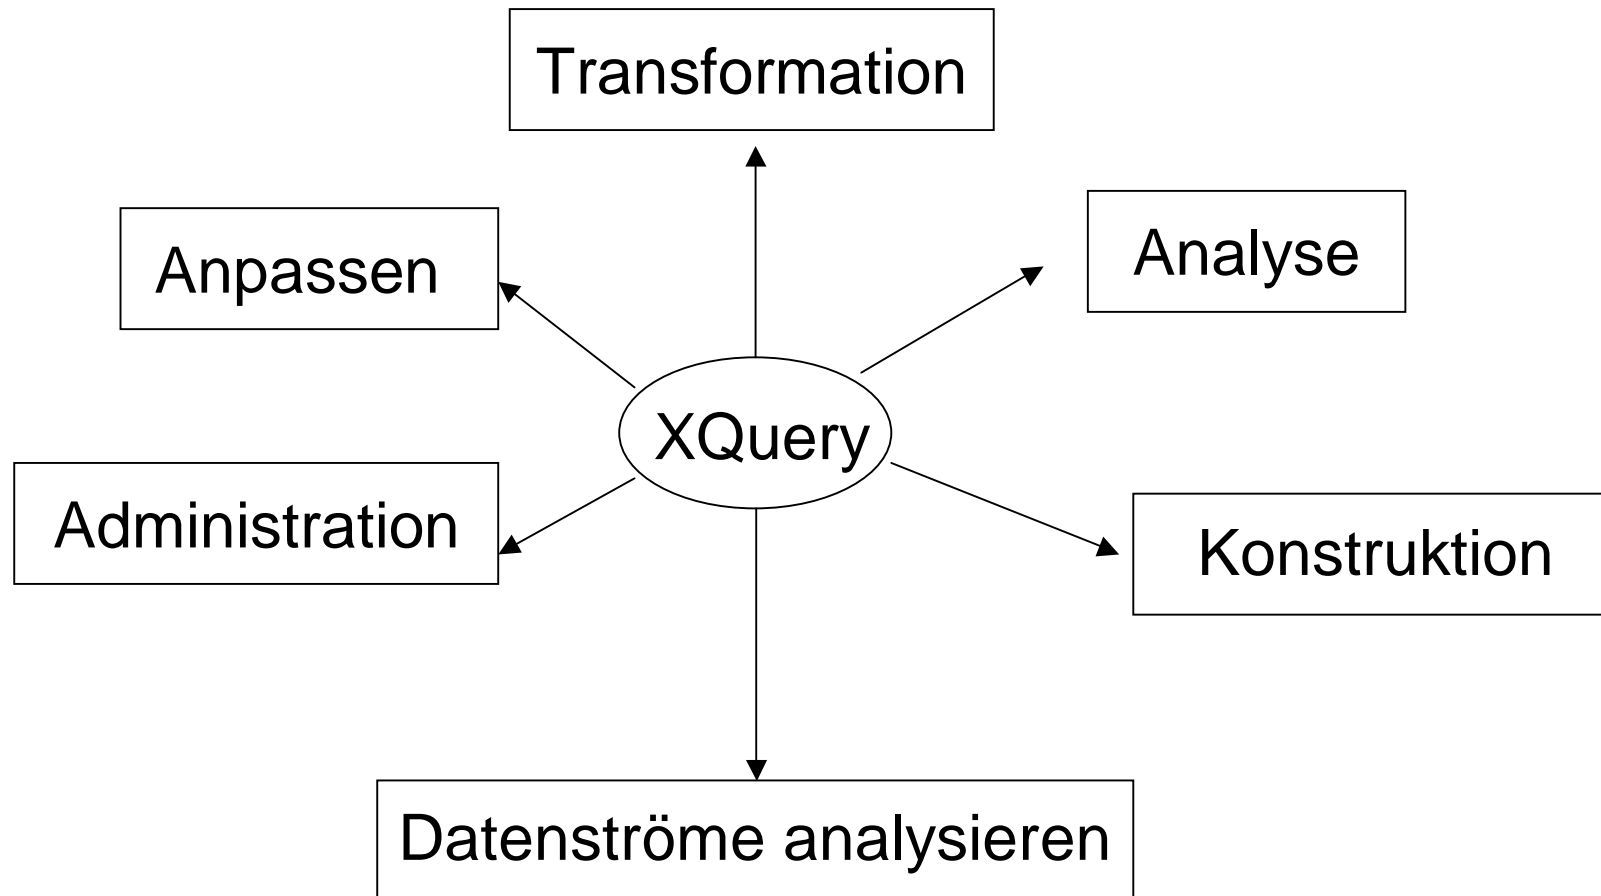 Transformation
Analyse
Anpassen
XQuery
Administration
Konstruktion
Datenströme analysieren